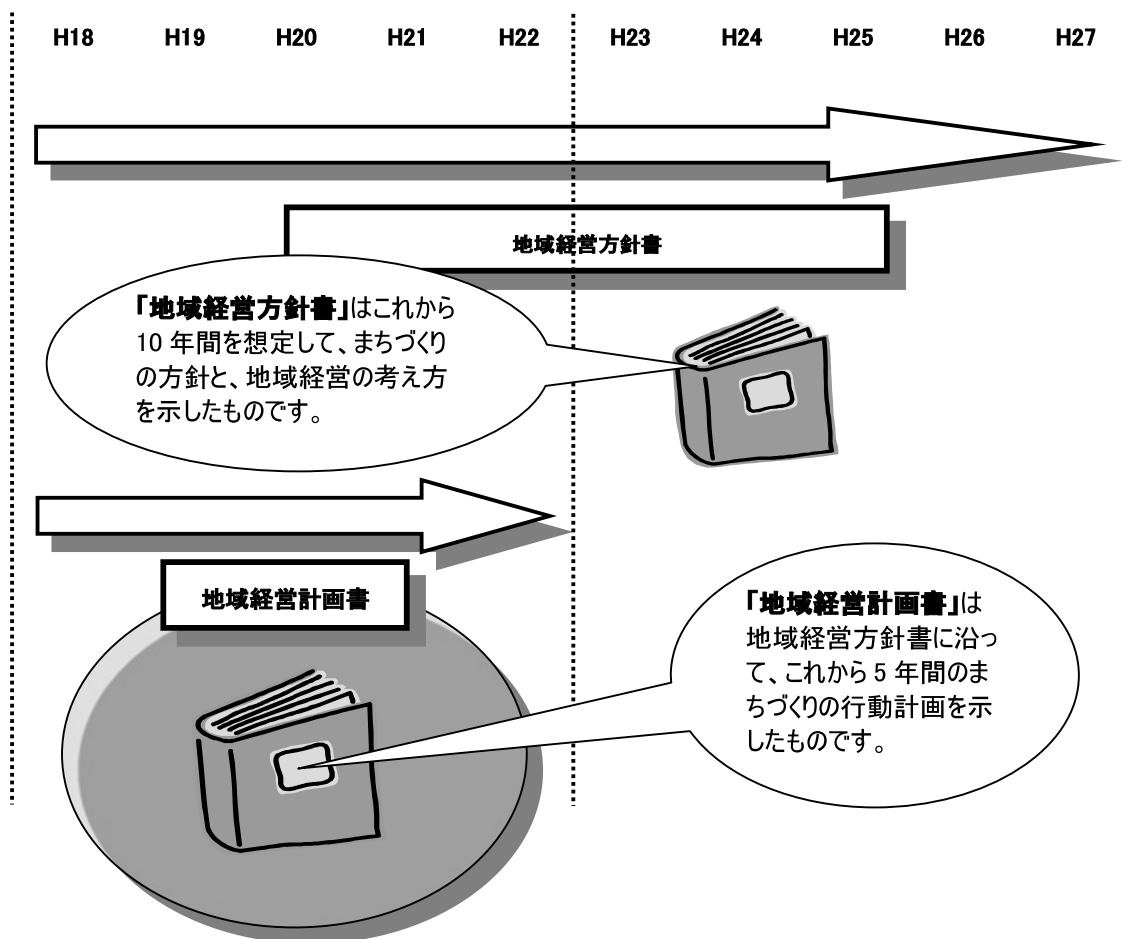 H18 H19 H20 H21 H22 H23 H24 H25 H26 H27
地域経営方針書
「地域経営方針書」はこれから
10 年間を想定して、まちづくり
の方針と、地域経営の考え方
を示したものです。
地域経営計画書
「地域経営計画書」は
地域経営方針書に沿っ
て、これから 5 年間のま
ちづくりの行動計画を示
したものです。